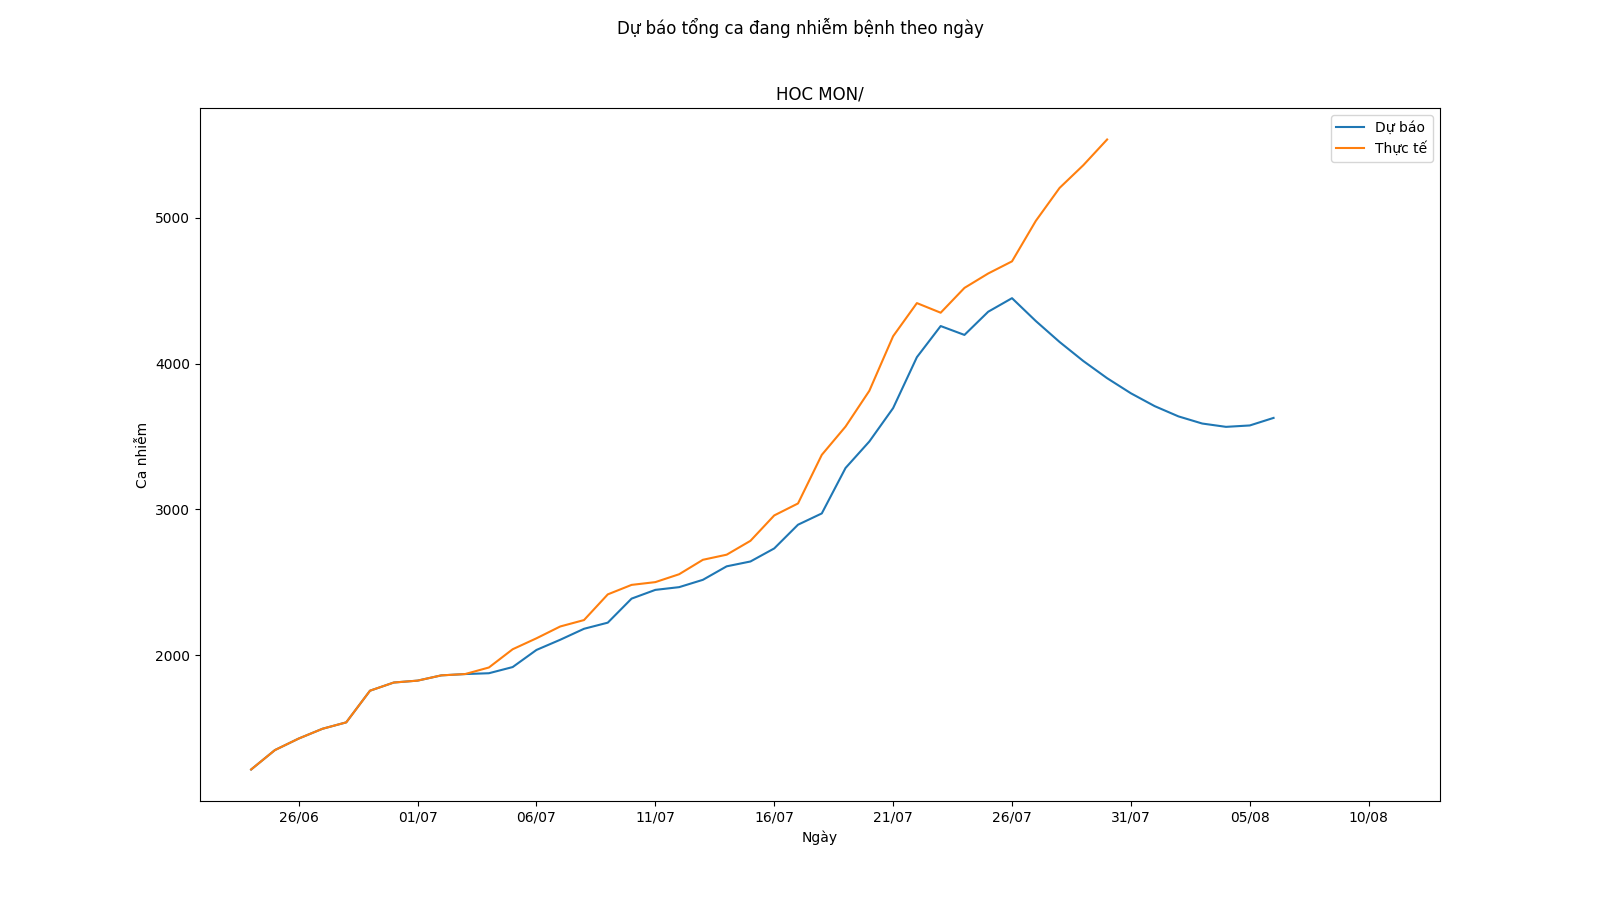 Dự báo tổng ca đang nhiễm bệnh theo ngày
HOC MON/
Dự báo
Thực tế
5000
4000
3000
2000
Ca nhiễm
26/06 01/07 06/07 11/07 16/07 21/07 26/07 31/07 05/08 10/08
Ngày